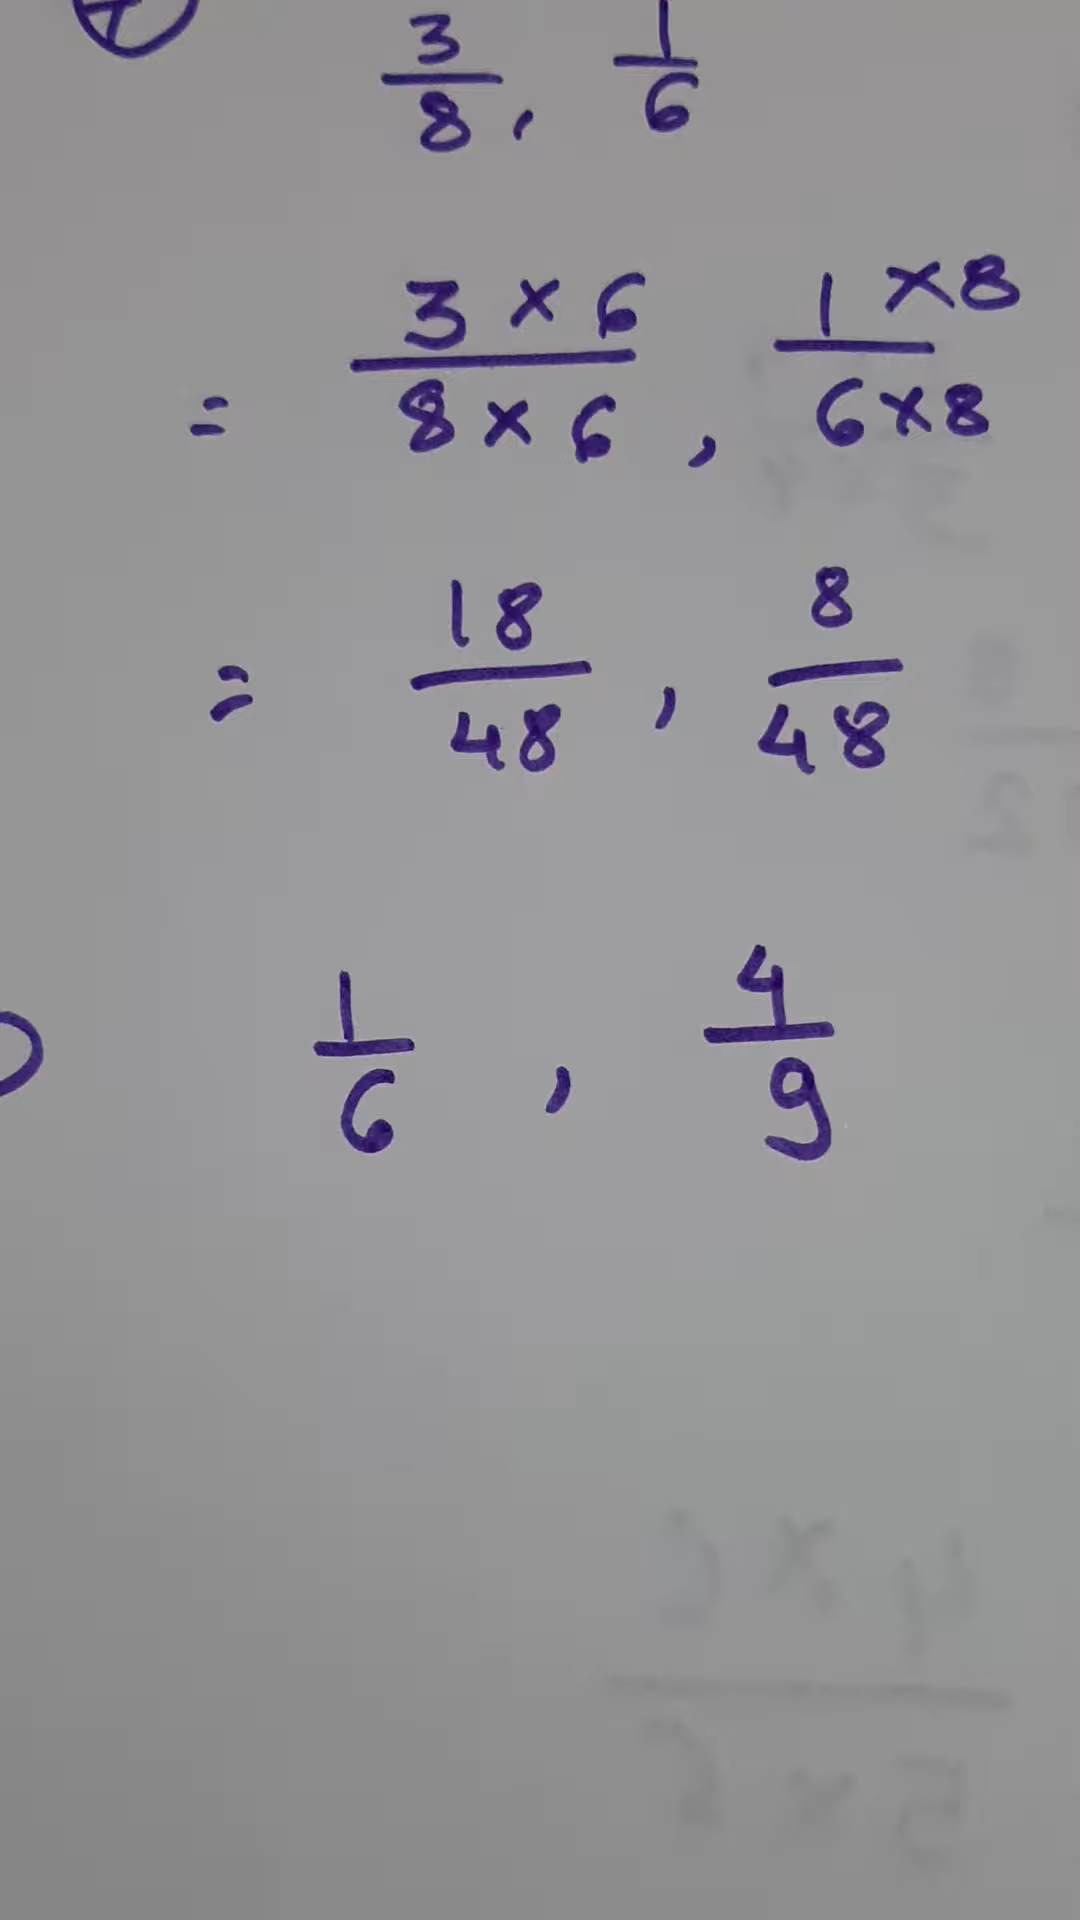 3/8, 1/6
= 3 × 6 / 8 × 6, 1 × 8 / 6 × 8
= 18/48, 8/48
1/6, 4/9